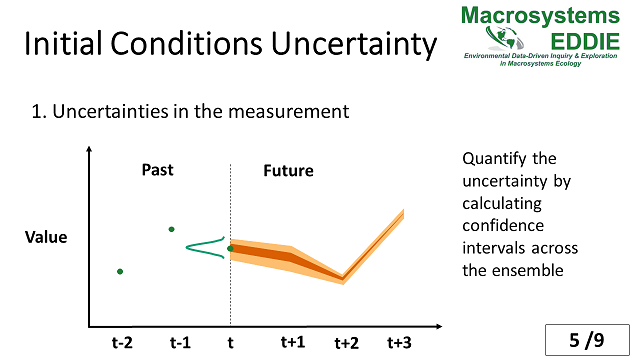 Initial Conditions Uncertainty
Macrosystems
EDDIE
Environmental Data-Driven Inquiry & Exploration
in Macrosystems Ecology
1. Uncertainties in the measurement
Past
Future
Value
t-2
t-1
t
t+1
t+2
t+3
Quantify the
uncertainty by
calculating
confidence
intervals across
the ensemble
5 /9